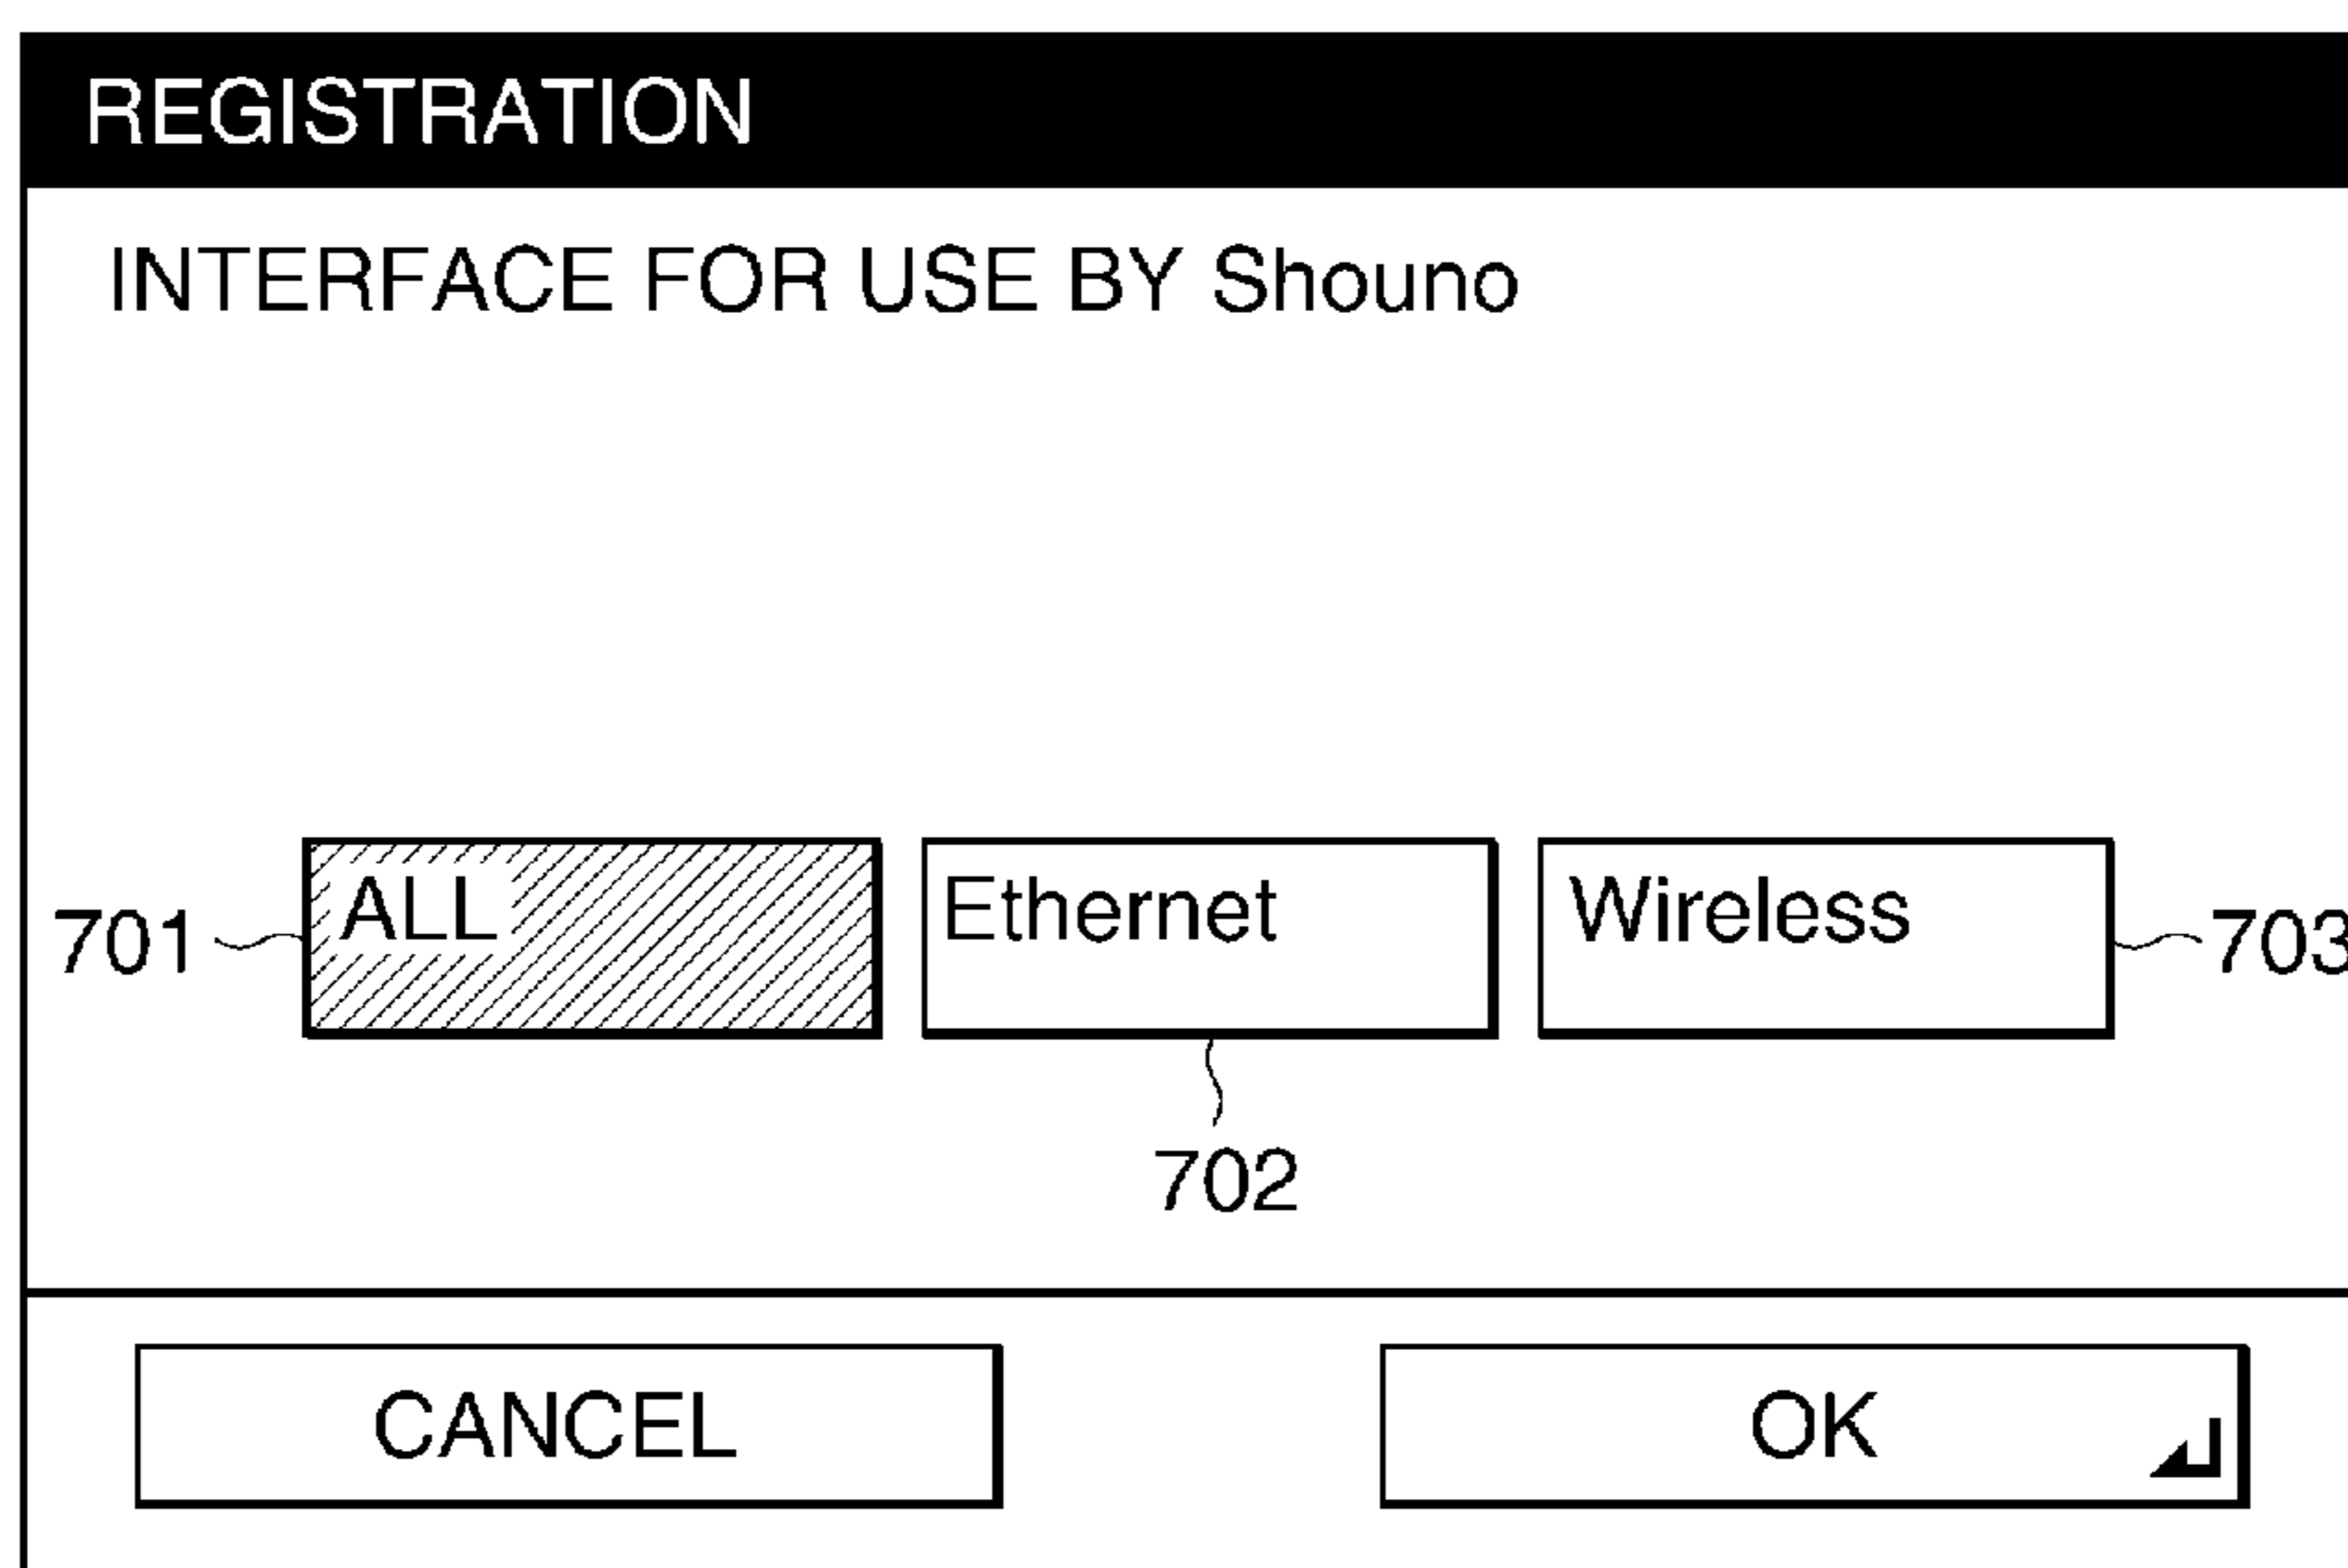 REGISTRATION
INTERFACE FOR USE BY Shouno
701 ALL Ethernet Wireless 703
702
CANCEL OK